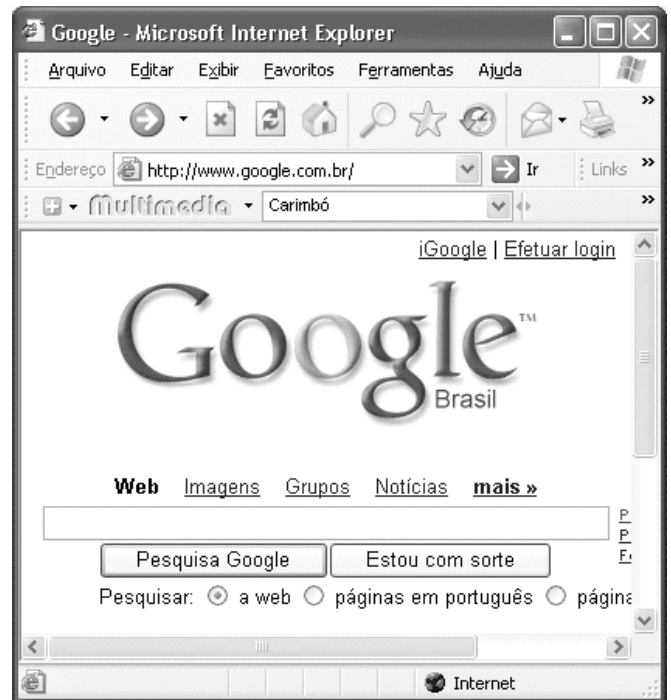 Google - Microsoft Internet Explorer
Arquivo Editar Exibir Favoritos Ferramentas Ajuda
Endereço http://www.google.com.br/ Ir Links
Multimedia Carimbó
iGoogle | Efetuar login
Google™
Brasil
Web Imagens Grupos Notícias mais »
P
P
Pesquisa Google Estou com sorte
Pesquisar: a web páginas em português página
Internet